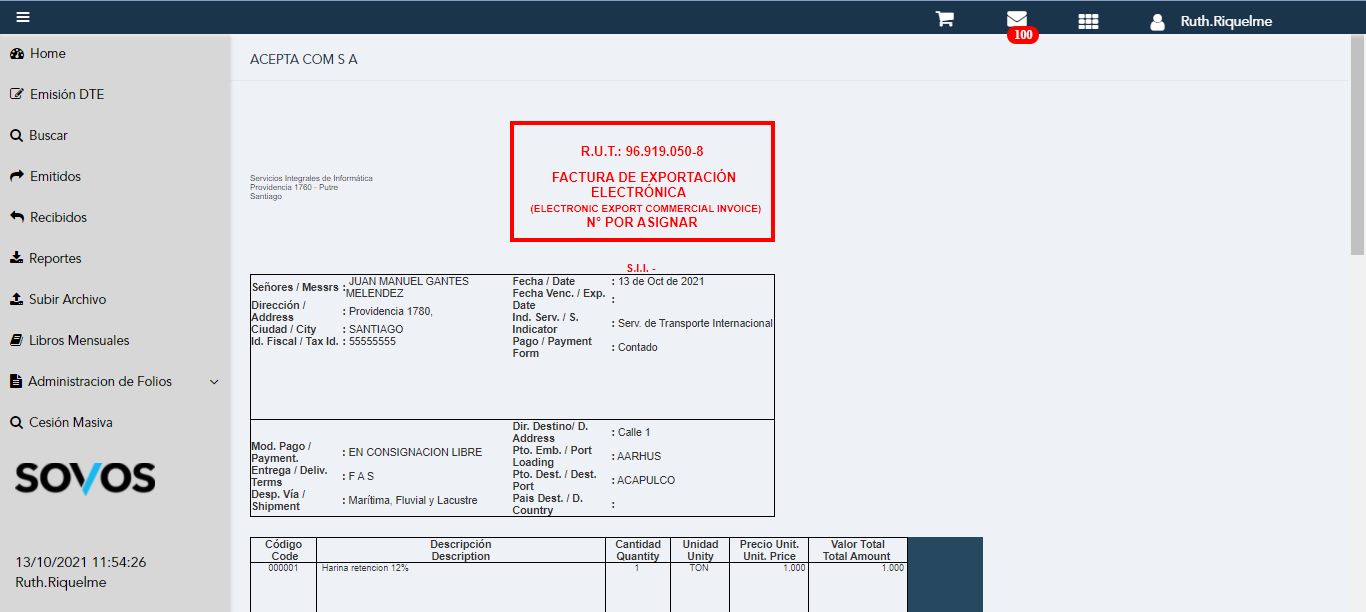 Ruth.Riquelme
100
Home
Emisión DTE
Buscar
Emitidos
Recibidos
Reportes
Subir Archivo
Libros Mensuales
Administracion de Folios
Cesión Masiva
SOVOS
13/10/2021 11:54:26
Ruth.Riquelme
ACEPTA COM S A
Servicios Integrales de Informática
Providencia 1760 - Putre
Santiago
R.U.T.: 96.919.050-8
FACTURA DE EXPORTACIÓN
ELECTRÓNICA
(ELECTRONIC EXPORT COMMERCIAL INVOICE)
N° POR ASIGNAR
S.I.I. -
Señores / Messrs : JUAN MANUEL GANTES
MELENDEZ
Dirección /
Address : Providencia 1780,
Ciudad / City : SANTIAGO
Id. Fiscal / Tax Id. : 55555555
Fecha / Date : 13 de Oct de 2021
Fecha Venc. / Exp.
Date :
Ind. Serv. / S.
Indicator : Serv. de Transporte Internacional
Pago / Payment
Form : Contado
Mod. Pago /
Payment. : EN CONSIGNACION LIBRE
Entrega / Deliv.
Terms : F A S
Desp. Vía /
Shipment : Marítima, Fluvial y Lacustre
Dir. Destino/ D.
Address : Calle 1
Pto. Emb. / Port
Loading : AARHUS
Pto. Dest. / Dest.
Port : ACAPULCO
Pais Dest. / D.
Country :
Código Descripción Cantidad Unidad Precio Unit. Valor Total
Code Description Quantity Unity Unit. Price Total Amount
000001 Harina retencion 12% 1 TON 1.000 1.000